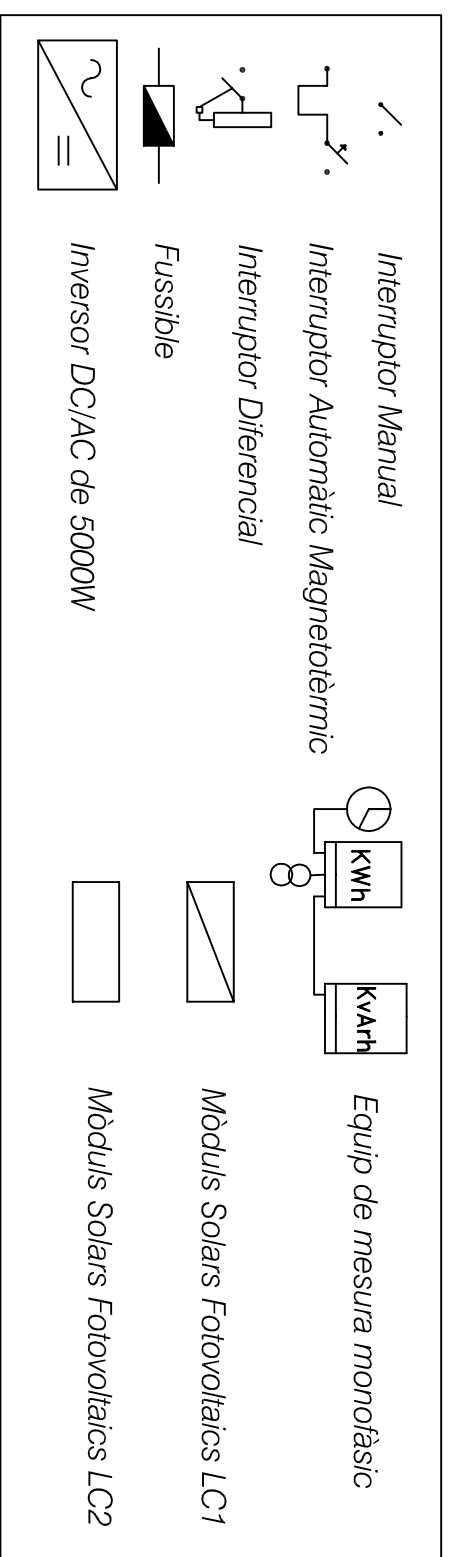 Interruptor Manual
Interruptor Automàtic Magnetotèrmic
Interruptor Diferencial
Fussible
Inversor DC/AC de 5000W
KWh
KvArh
Equip de mesura monofàsic
Mòduls Solars Fotovoltaics LC1
Mòduls Solars Fotovoltaics LC2